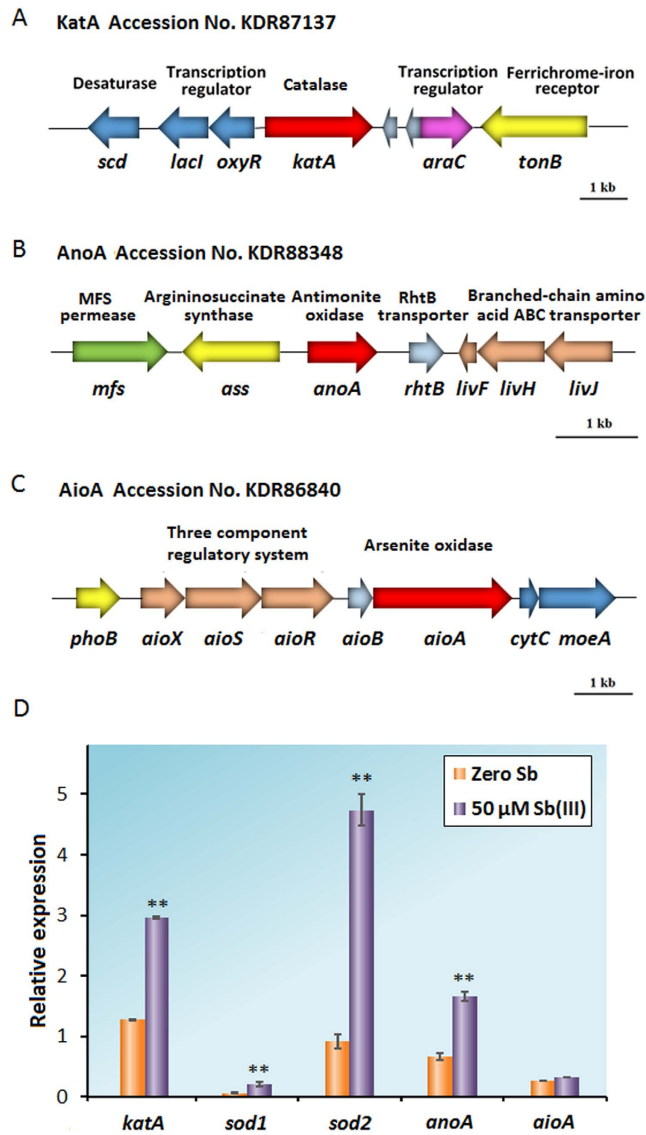 A
KatA Accession No. KDR87137
Desaturase
Transcription
regulator
Catalase
Transcription
regulator
Ferrichrome-iron
receptor
scd lacI oxyR katA araC tonB
1 kb
B
AnoA Accession No. KDR88348
MFS
permease
Argininosuccinate
synthase
Antimonite
oxidase
RhtB
transporter
Branched-chain amino
acid ABC transporter
mfs ass anoA rhtB livF livH livJ
1 kb
C
AioA Accession No. KDR86840
Three component
regulatory system
Arsenite oxidase
phoB aioX aioS aioR aioB aioA cytC moeA
1 kb
D
Relative expression
5
4
3
2
1
0
Zero Sb
50 µM Sb(III)
**
**
**
**
katA sod1 sod2 anoA aioA